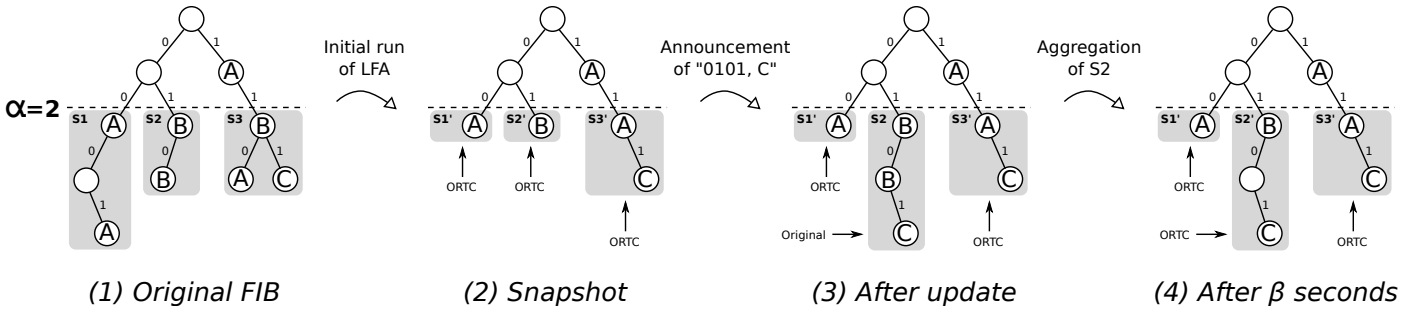 0 1
Initial run
of LFA
0 1
Announcement
of "0101, C"
0 1
Aggregation
of S2
0 1
A
A
A
A
0 1 1
0 1 1
0 1 1
0 1 1
α=2
S1 A S2 B S3 B
S1' A S2' B S3' A
S1' A S2 B S3' A
S1' A S2' B S3' A
0 0 0 1
1
0 1
0 1
B A C
ORTC ORTC C
ORTC B C
ORTC C
1
1
1
A
ORTC
Original C ORTC
ORTC C ORTC
(1) Original FIB
(2) Snapshot
(3) After update
(4) After β seconds